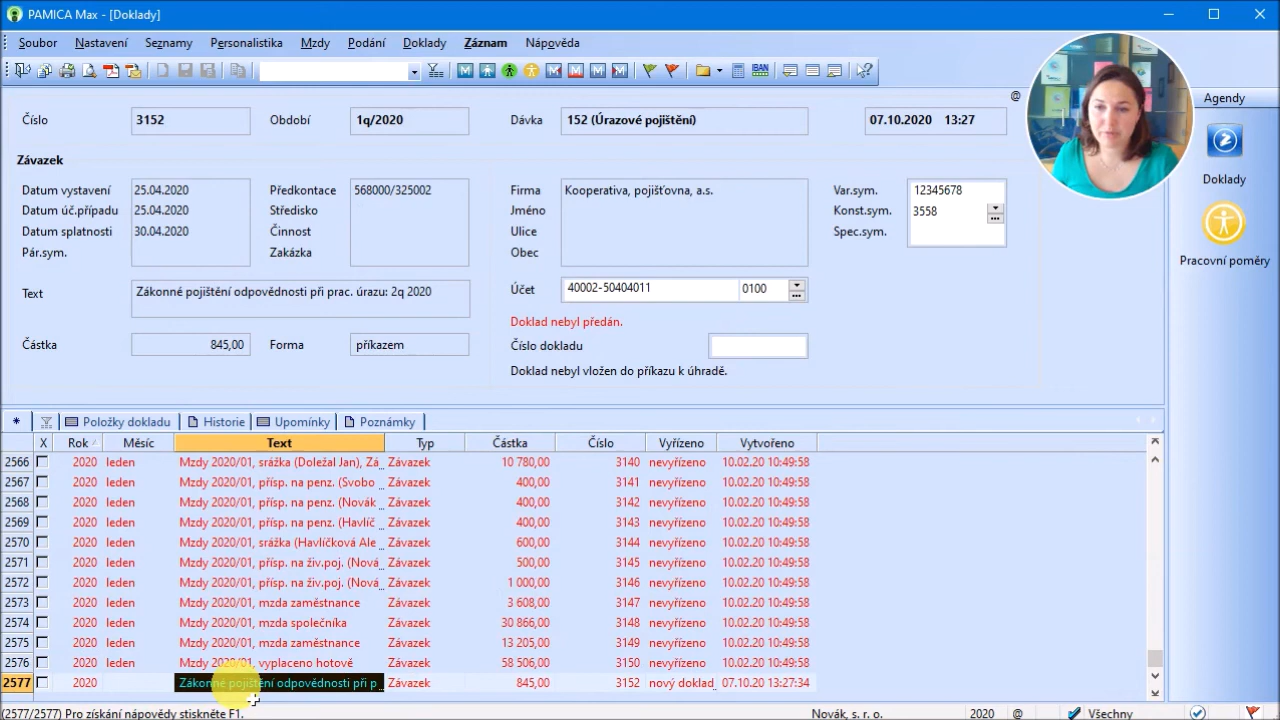 PAMICA Max - [Doklady]
Soubor Nastavení Seznamy Personalistika Mzdy Podání Doklady Záznam Nápověda
IBAN
@
Agendy
Číslo 3152 Období 1q/2020 Dávka 152 (Úrazové pojištění) 07.10.2020 13:27
Závazek
Doklady
Datum vystavení 25.04.2020 Předkontace 568000/325002 Firma Kooperativa, pojišťovna, a.s. Var.sym. 12345678
Datum úč.případu 25.04.2020 Středisko Jméno Konst.sym. 3558
Datum splatnosti 30.04.2020 Činnost Ulice Spec.sym.
Pár.sym. Zakázka Obec
Pracovní poměry
Text Zákonné pojištění odpovědnosti při prac. úrazu: 2q 2020 Účet 40002-50404011 0100
Doklad nebyl předán.
Částka 845,00 Forma příkazem Číslo dokladu
Doklad nebyl vložen do příkazu k úhradě.
* Položky dokladu Historie Upomínky Poznámky
X Rok Měsíc Text Typ Částka Číslo Vyřízeno Vytvořeno
2566 2020 leden Mzdy 2020/01, srážka (Doležal Jan), Zá Závazek 10 780,00 3140 nevyřízeno 10.02.20 10:49:58
2567 2020 leden Mzdy 2020/01, přísp. na penz. (Svobo Závazek 400,00 3141 nevyřízeno 10.02.20 10:49:58
2568 2020 leden Mzdy 2020/01, přísp. na penz. (Novák Závazek 400,00 3142 nevyřízeno 10.02.20 10:49:58
2569 2020 leden Mzdy 2020/01, přísp. na penz. (Havlíč Závazek 400,00 3143 nevyřízeno 10.02.20 10:49:58
2570 2020 leden Mzdy 2020/01, srážka (Havlíčková Ale Závazek 600,00 3144 nevyřízeno 10.02.20 10:49:58
2571 2020 leden Mzdy 2020/01, přísp. na živ.poj. (Nová Závazek 500,00 3145 nevyřízeno 10.02.20 10:49:58
2572 2020 leden Mzdy 2020/01, přísp. na živ.poj. (Nová Závazek 1 000,00 3146 nevyřízeno 10.02.20 10:49:58
2573 2020 leden Mzdy 2020/01, mzda zaměstnance Závazek 3 608,00 3147 nevyřízeno 10.02.20 10:49:58
2574 2020 leden Mzdy 2020/01, mzda společníka Závazek 30 866,00 3148 nevyřízeno 10.02.20 10:49:58
2575 2020 leden Mzdy 2020/01, mzda zaměstnance Závazek 13 205,00 3149 nevyřízeno 10.02.20 10:49:58
2576 2020 leden Mzdy 2020/01, vyplaceno hotově Závazek 58 506,00 3150 nevyřízeno 10.02.20 10:49:58
2577 2020 Zákonné pojištění odpovědnosti při p Závazek 845,00 3152 nový doklad 07.10.20 13:27:34
(2577/2577) Pro získání nápovědy stiskněte F1. Novák, s. r. o. 2020 @ Všechny